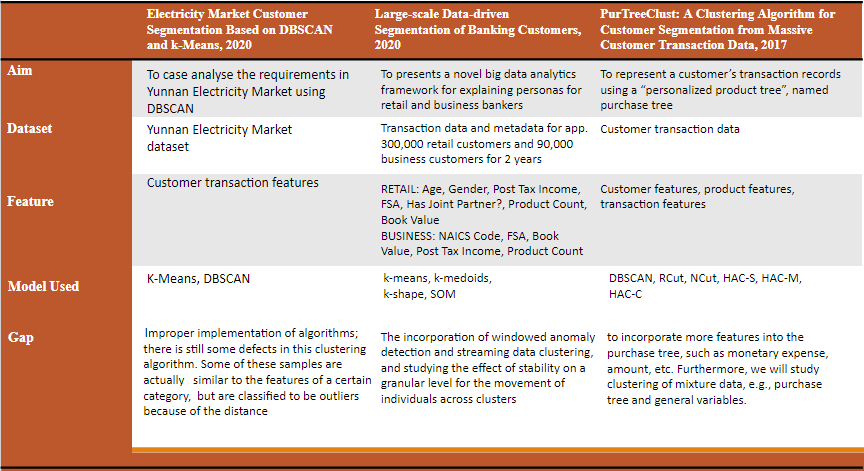 Electricity Market Customer
Segmentation Based on DBSCAN
and k-Means, 2020
Large-scale Data-driven
Segmentation of Banking Customers,
2020
PurTreeClust: A Clustering Algorithm for
Customer Segmentation from Massive
Customer Transaction Data, 2017
Aim
To case analyse the requirements in
Yunnan Electricity Market using
DBSCAN
To presents a novel big data analytics
framework for explaining personas for
retail and business bankers
To represent a customer's transaction records
using a "personalized product tree", named
purchase tree
Dataset
Yunnan Electricity Market
dataset
Transaction data and metadata for app.
300,000 retail customers and 90,000
business customers for 2 years
Customer transaction data
Feature
Customer transaction features
RETAIL: Age, Gender, Post Tax Income,
FSA, Has Joint Partner?, Product Count,
Book Value
BUSINESS: NAICS Code, FSA, Book
Value, Post Tax Income, Product Count
Customer features, product features,
transaction features
Model Used
K-Means, DBSCAN
k-means, k-medoids,
k-shape, SOM
DBSCAN, RCut, NCut, HAC-S, HAC-M,
HAC-C
Gap
Improper implementation of algorithms;
there is still some defects in this clustering
algorithm. Some of these samples are
actually similar to the features of a certain
category, but are classified to be outliers
because of the distance
The incorporation of windowed anomaly
detection and streaming data clustering,
and studying the effect of stability on a
granular level for the movement of
individuals across clusters
to incorporate more features into the
purchase tree, such as monetary expense,
amount, etc. Furthermore, we will study
clustering of mixture data, e.g., purchase
tree and general variables.